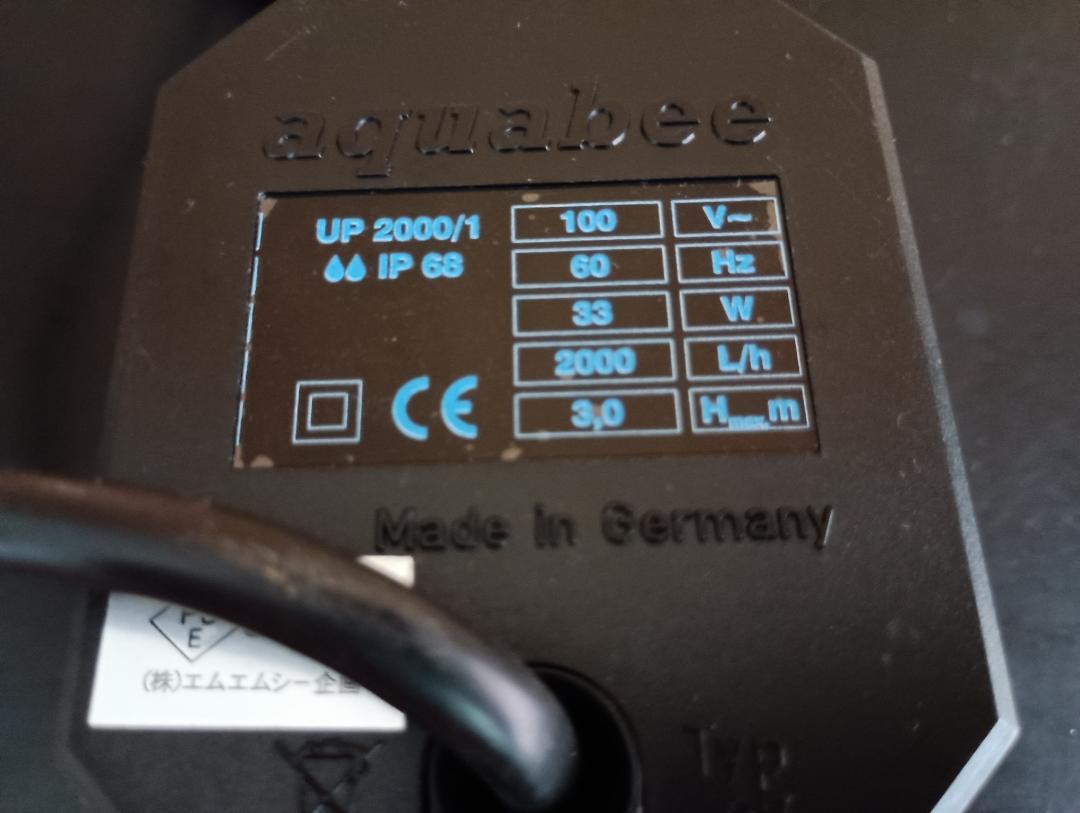 aquabee
UP 2000/1
IP 68
100 V~
60 Hz
33 W
2000 L/h
3,0 Hmax.m
CE
Made in Germany
E
(株)エムエムシー企画
Typ